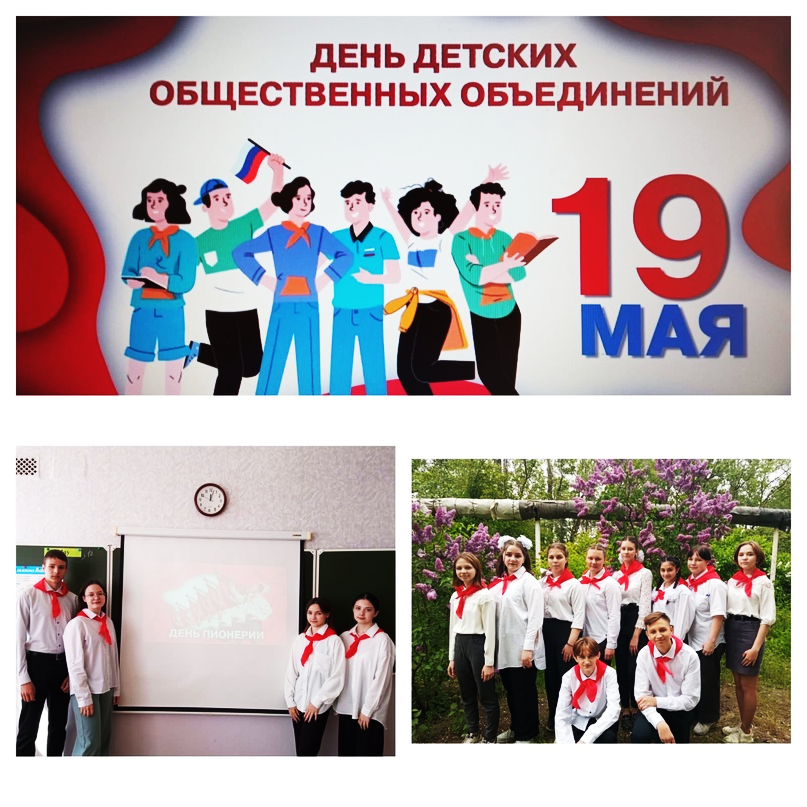 ДЕНЬ ДЕТСКИХ
ОБЩЕСТВЕННЫХ ОБЪЕДИНЕНИЙ
19
МАЯ
ДЕНЬ ПИОНЕРИИ